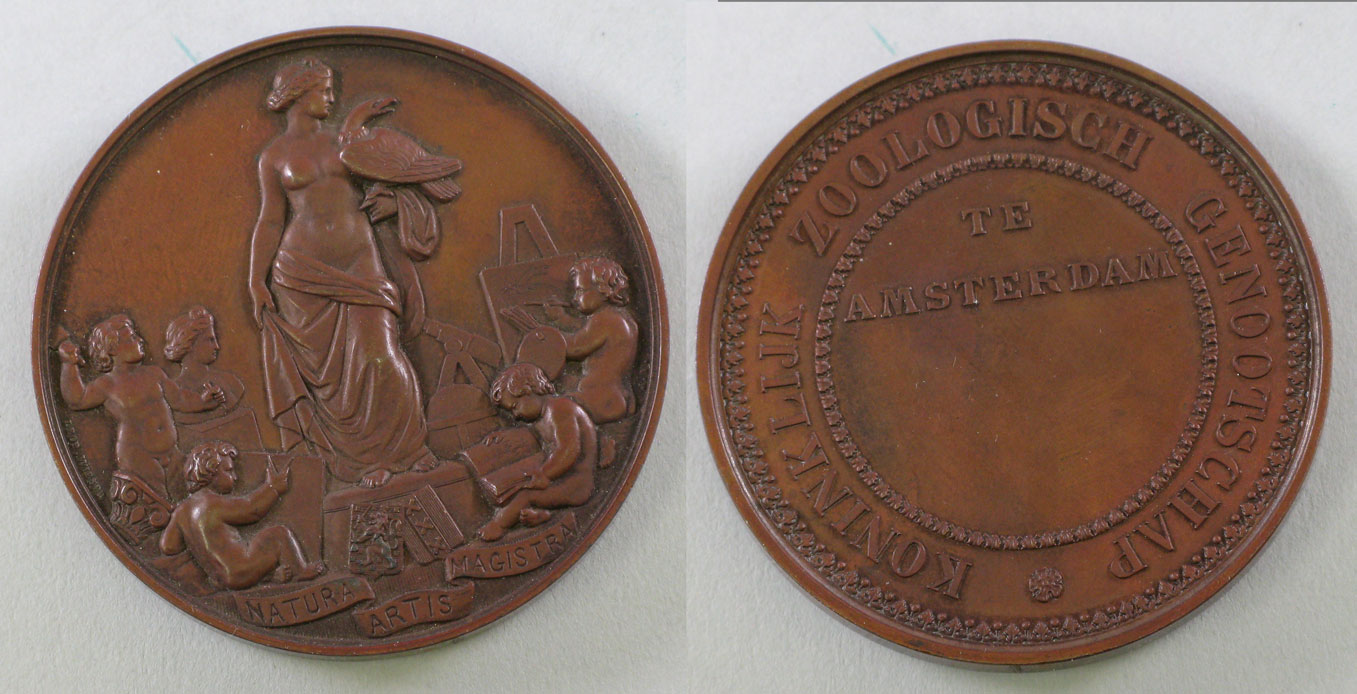 NATURA
ARTIS
MAGISTRA
KONINKLIJK ZOOLOGISCH GENOOTSCHAP
TE
AMSTERDAM